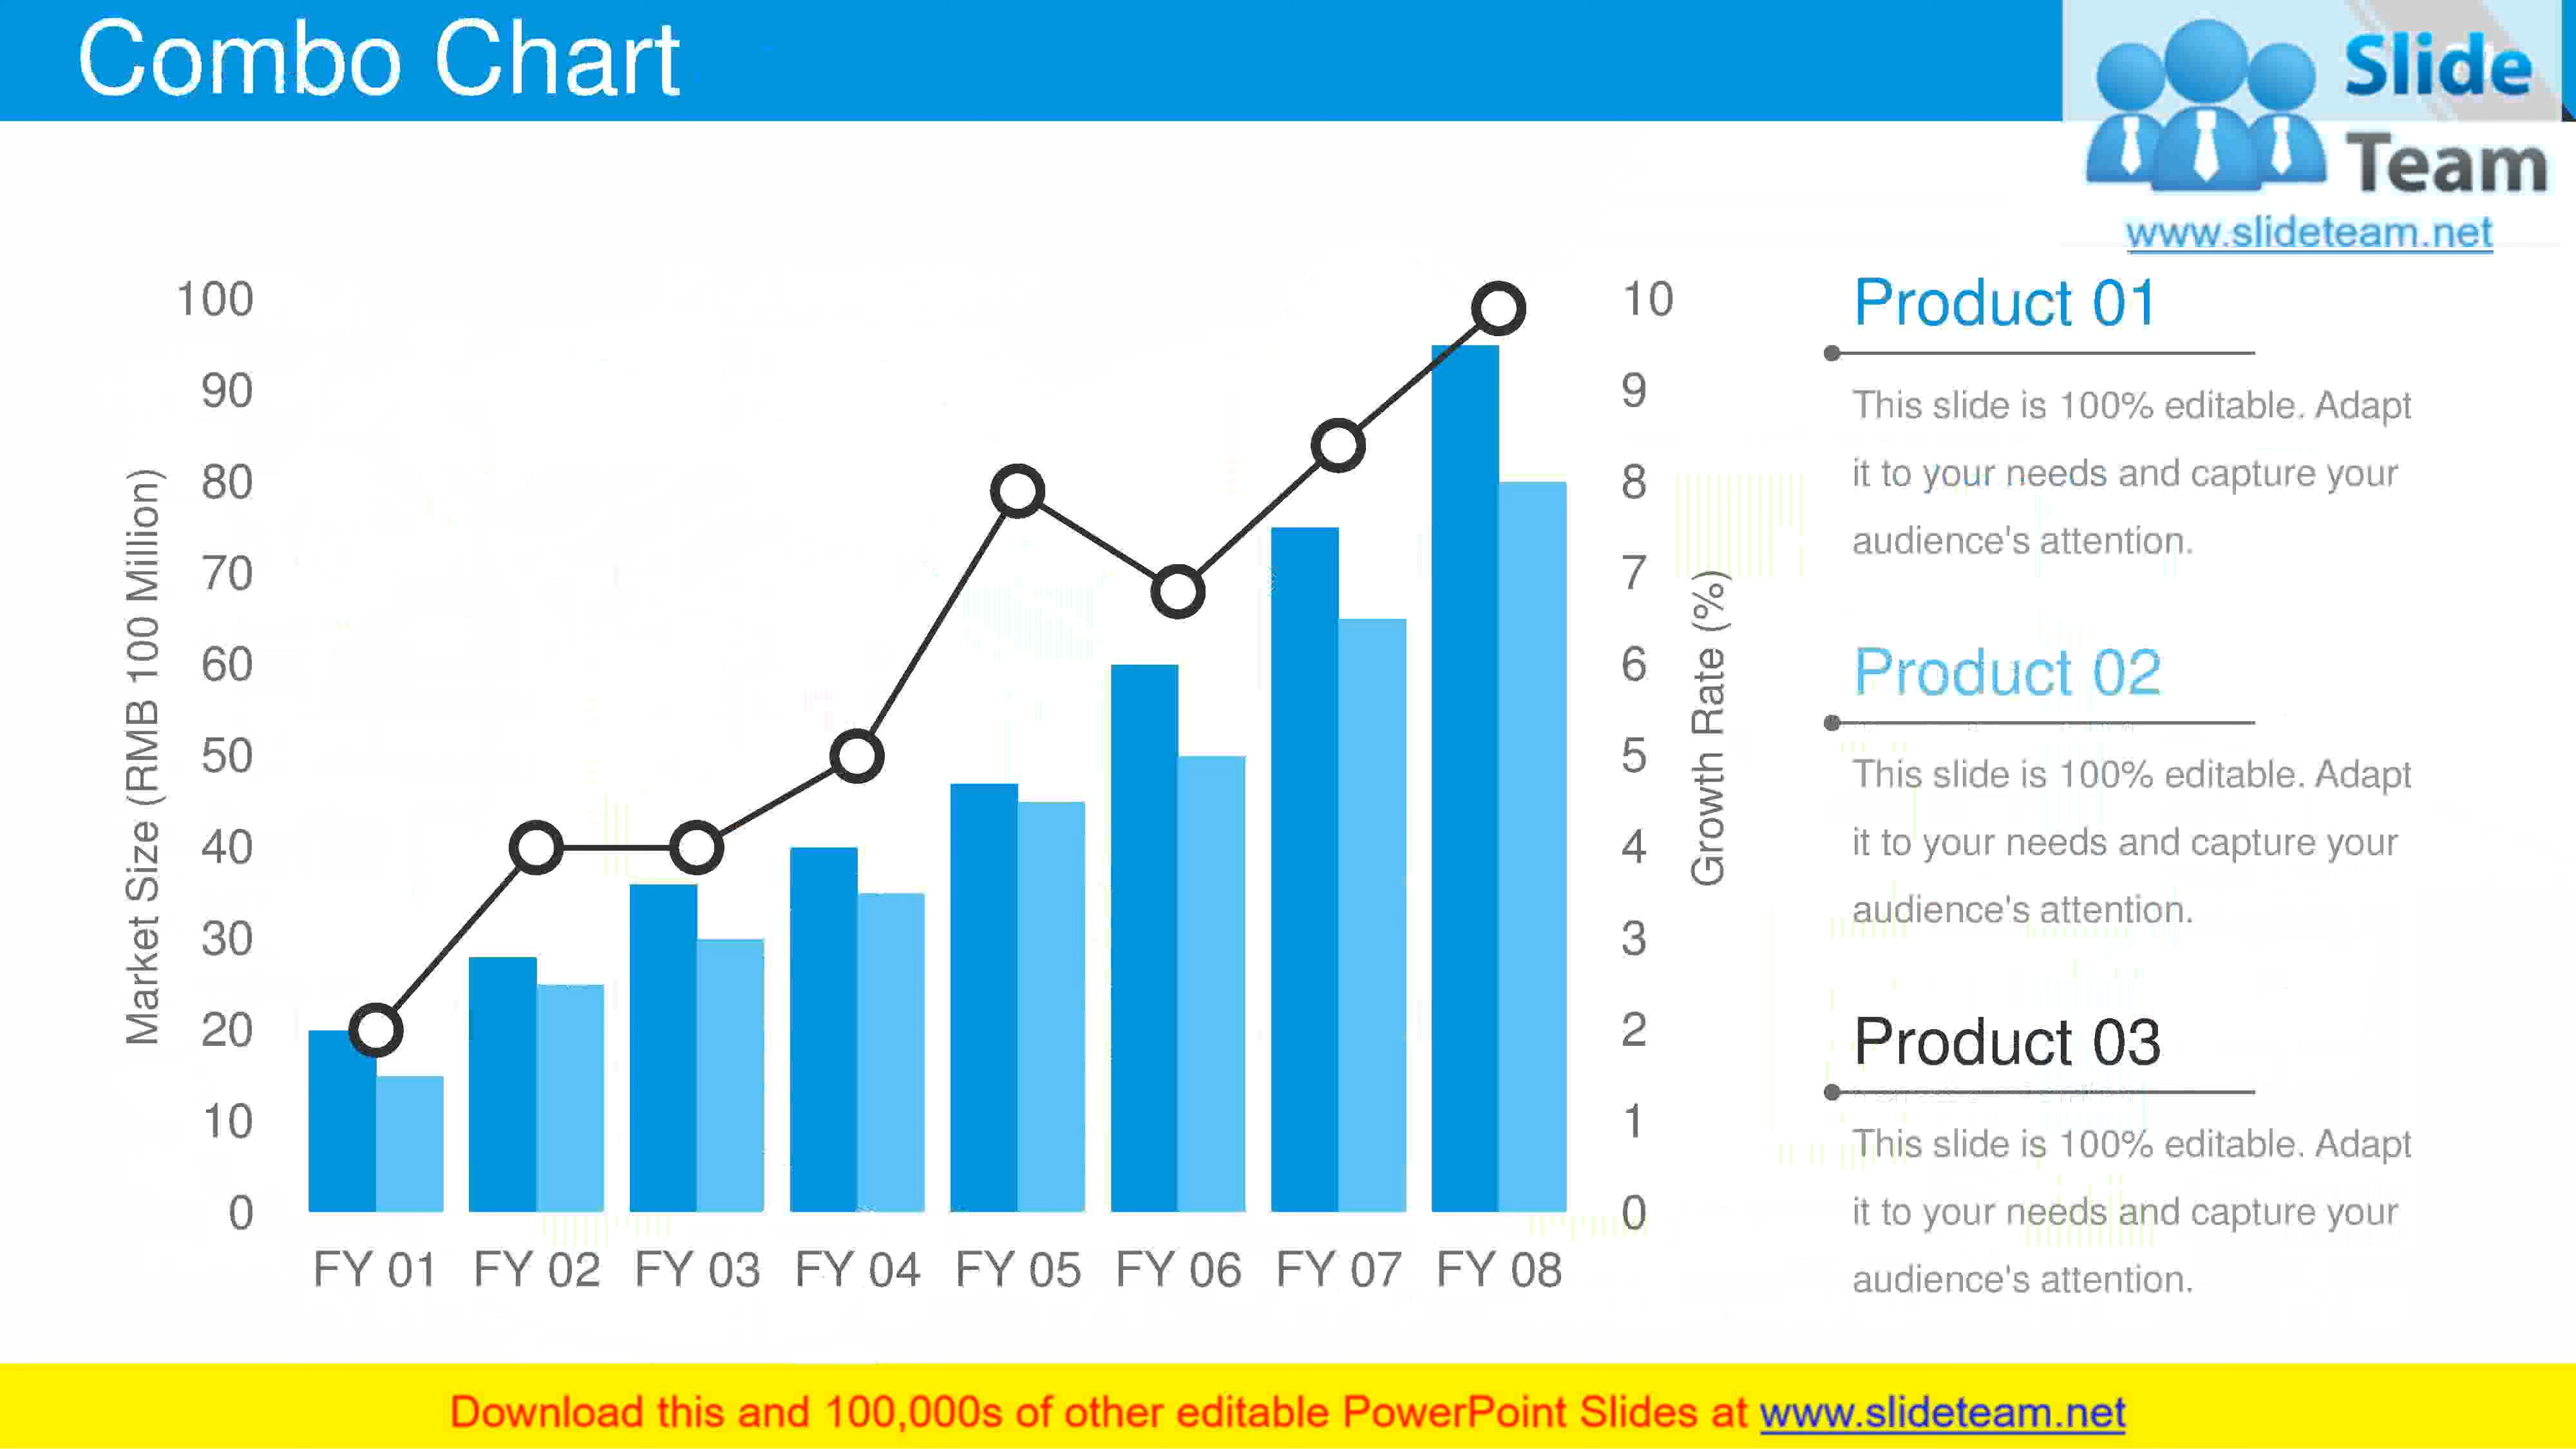 Combo Chart
Slide
Team
www.slideteam.net
Market Size (RMB 100 Million)
100
90
80
70
60
50
40
30
20
10
0
FY 01
FY 02
FY 03
FY 04
FY 05
FY 06
FY 07
FY 08
10
9
8
7
6
5
4
3
2
1
0
Growth Rate (%)
Product 01
This slide is 100% editable. Adapt
it to your needs and capture your
audience's attention.
Product 02
This slide is 100% editable. Adapt
it to your needs and capture your
audience's attention.
Product 03
This slide is 100% editable. Adapt
it to your needs and capture your
audience's attention.
Download this and 100,000s of other editable PowerPoint Slides at www.slideteam.net